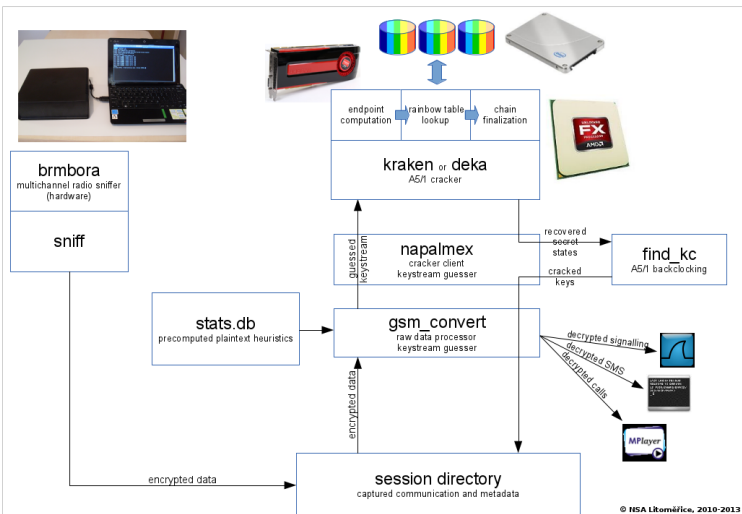 endpoint
computation
rainbow table
lookup
chain
finalization
kraken or deka
A5/1 cracker
FX
AMD
brmbora
multichannel radio sniffer
(hardware)
sniff
guessed
keystream
napalmex
cracker client
keystream guesser
recovered
secret
states
cracked
keys
find_kc
A5/1 backclocking
stats.db
precomputed plaintext heuristics
gsm_convert
raw data processor
keystream guesser
decrypted signalling
decrypted SMS
decrypted calls
MPlayer
encrypted data
encrypted data
session directory
captured communication and metadata
© NSA Litoměřice, 2010-2013